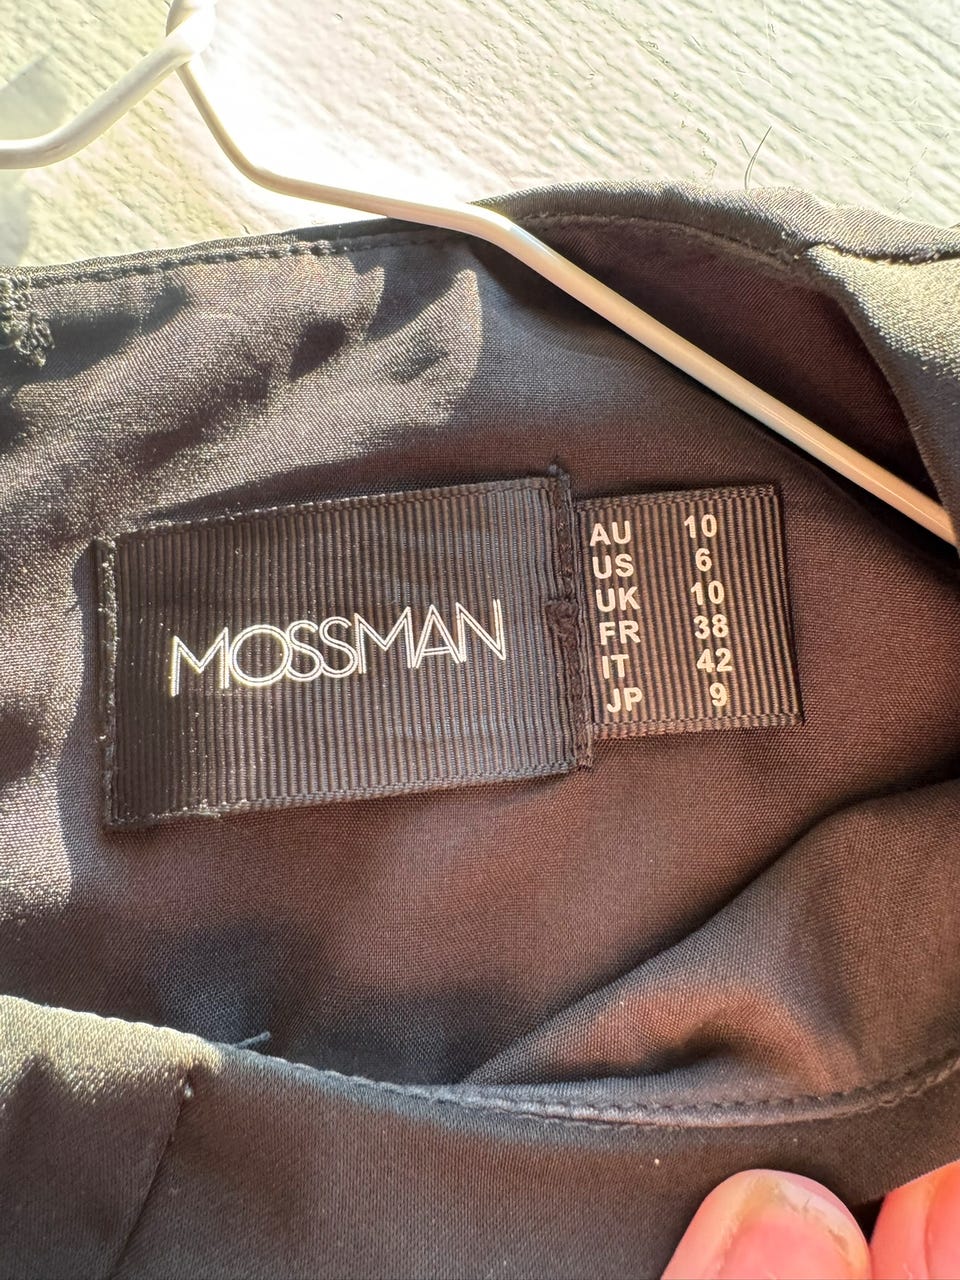 MOSSMAN
AU 10
US 6
UK 10
FR 38
IT 42
JP 9